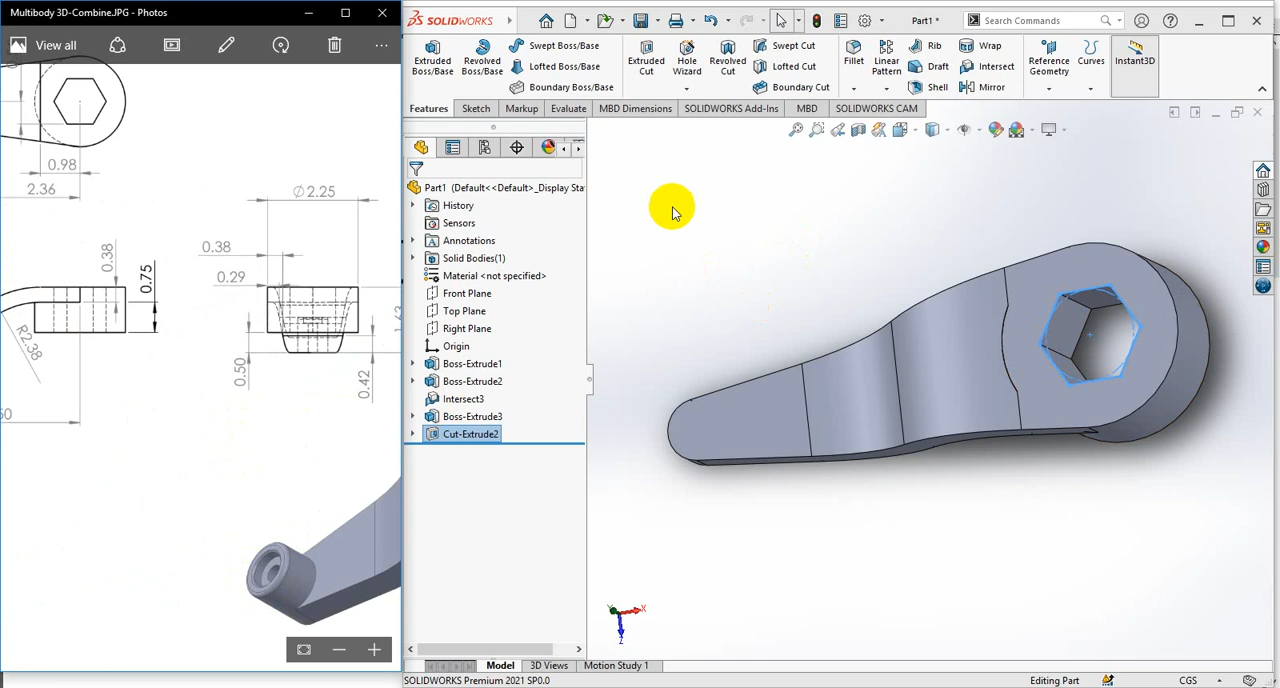 Multibody 3D-Combine.JPG - Photos
View all
0.98
2.36
0.38
0.75
R2.38
Ø 2.25
0.38
0.29
0.50
0.42
SOLIDWORKS
Part1 *
Search Commands
Extruded Boss/Base
Revolved Boss/Base
Swept Boss/Base
Lofted Boss/Base
Boundary Boss/Base
Extruded Cut
Hole Wizard
Revolved Cut
Swept Cut
Lofted Cut
Boundary Cut
Fillet
Linear Pattern
Rib
Draft
Shell
Wrap
Intersect
Mirror
Reference Geometry
Curves
Instant3D
Features
Sketch
Markup
Evaluate
MBD Dimensions
SOLIDWORKS Add-Ins
MBD
SOLIDWORKS CAM
Part1 (Default<<Default>_Display Sta
History
Sensors
Annotations
Solid Bodies(1)
Material <not specified>
Front Plane
Top Plane
Right Plane
Origin
Boss-Extrude1
Boss-Extrude2
Intersect3
Boss-Extrude3
Cut-Extrude2
X
Z
Model
3D Views
Motion Study 1
SOLIDWORKS Premium 2021 SP0.0
Editing Part
CGS